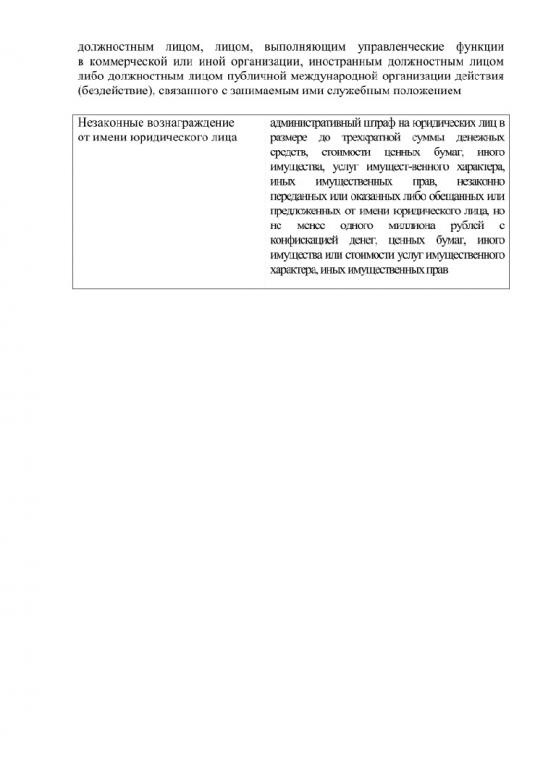 должностным лицом, лицом, выполняющим управленческие функции
в коммерческой или иной организации, иностранным должностным лицом
либо должностным лицом публичной международной организации действия
(бездействие), связанного с занимаемым ими служебным положением
Незаконные вознаграждение
от имени юридического лица
административный штраф на юридических лиц в
размере до трехкратной суммы денежных
средств, стоимости ценных бумаг, иного
имущества, услуг имущест-венного характера,
иных имущественных прав, незаконно
переданных или оказанных либо обещанных или
предложенных от имени юридического лица, но
не менее одного миллиона рублей с
конфискацией денег, ценных бумаг, иного
имущества или стоимости услуг имущественного
характера, иных имущественных прав